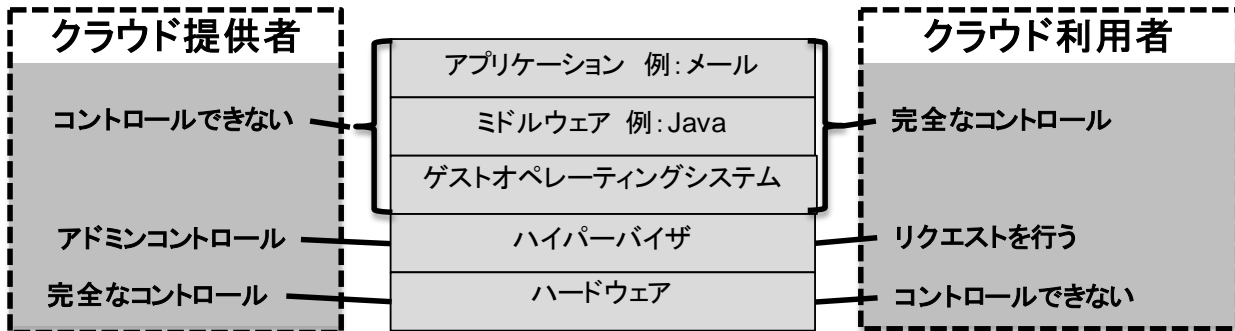 クラウド提供者
コントロールできない
アドミンコントロール
完全なコントロール
アプリケーション 例：メール
ミドルウェア 例：Java
ゲストオペレーティングシステム
ハイパーバイザ
ハードウェア
クラウド利用者
完全なコントロール
リクエストを行う
コントロールできない